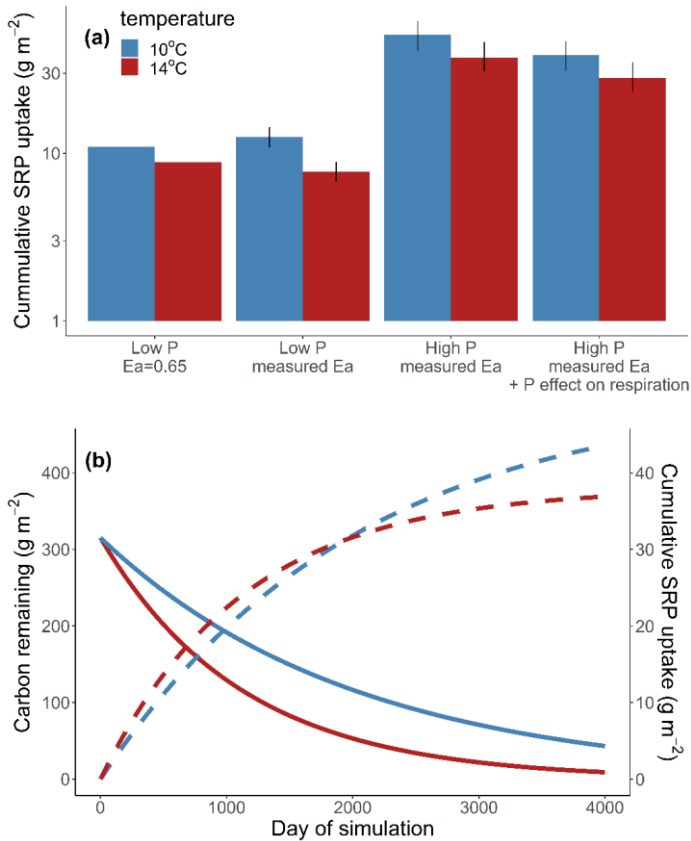 (a)
temperature
10°C
14°C
Cummulative SRP uptake (g m⁻²)
30
10
3
1
Low P
Ea=0.65
Low P
measured Ea
High P
measured Ea
High P
measured Ea
+ P effect on respiration
(b)
Carbon remaining (g m⁻²)
400
300
200
100
0
Cumulative SRP uptake (g m⁻²)
40
30
20
10
0
0
1000
2000
3000
4000
Day of simulation